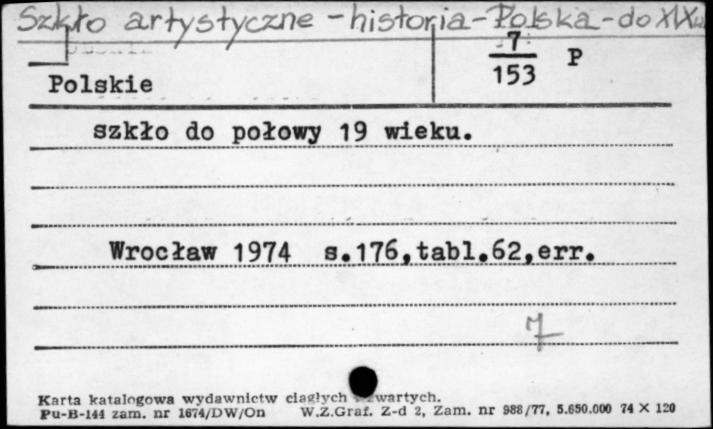 Szkło artystyczne - historia - Polska - do XIX w.
7
153 P
Polskie
szkło do połowy 19 wieku.
Wrocław 1974 s.176,tabl.62,err.
7
Karta katalogowa wydawnictw ciągłych zwartych.
Pu-B-144 zam. nr 1674/DW/On W.Z.Graf. Z-d 2, Zam. nr 988/77, 5.650.000 74 X 120